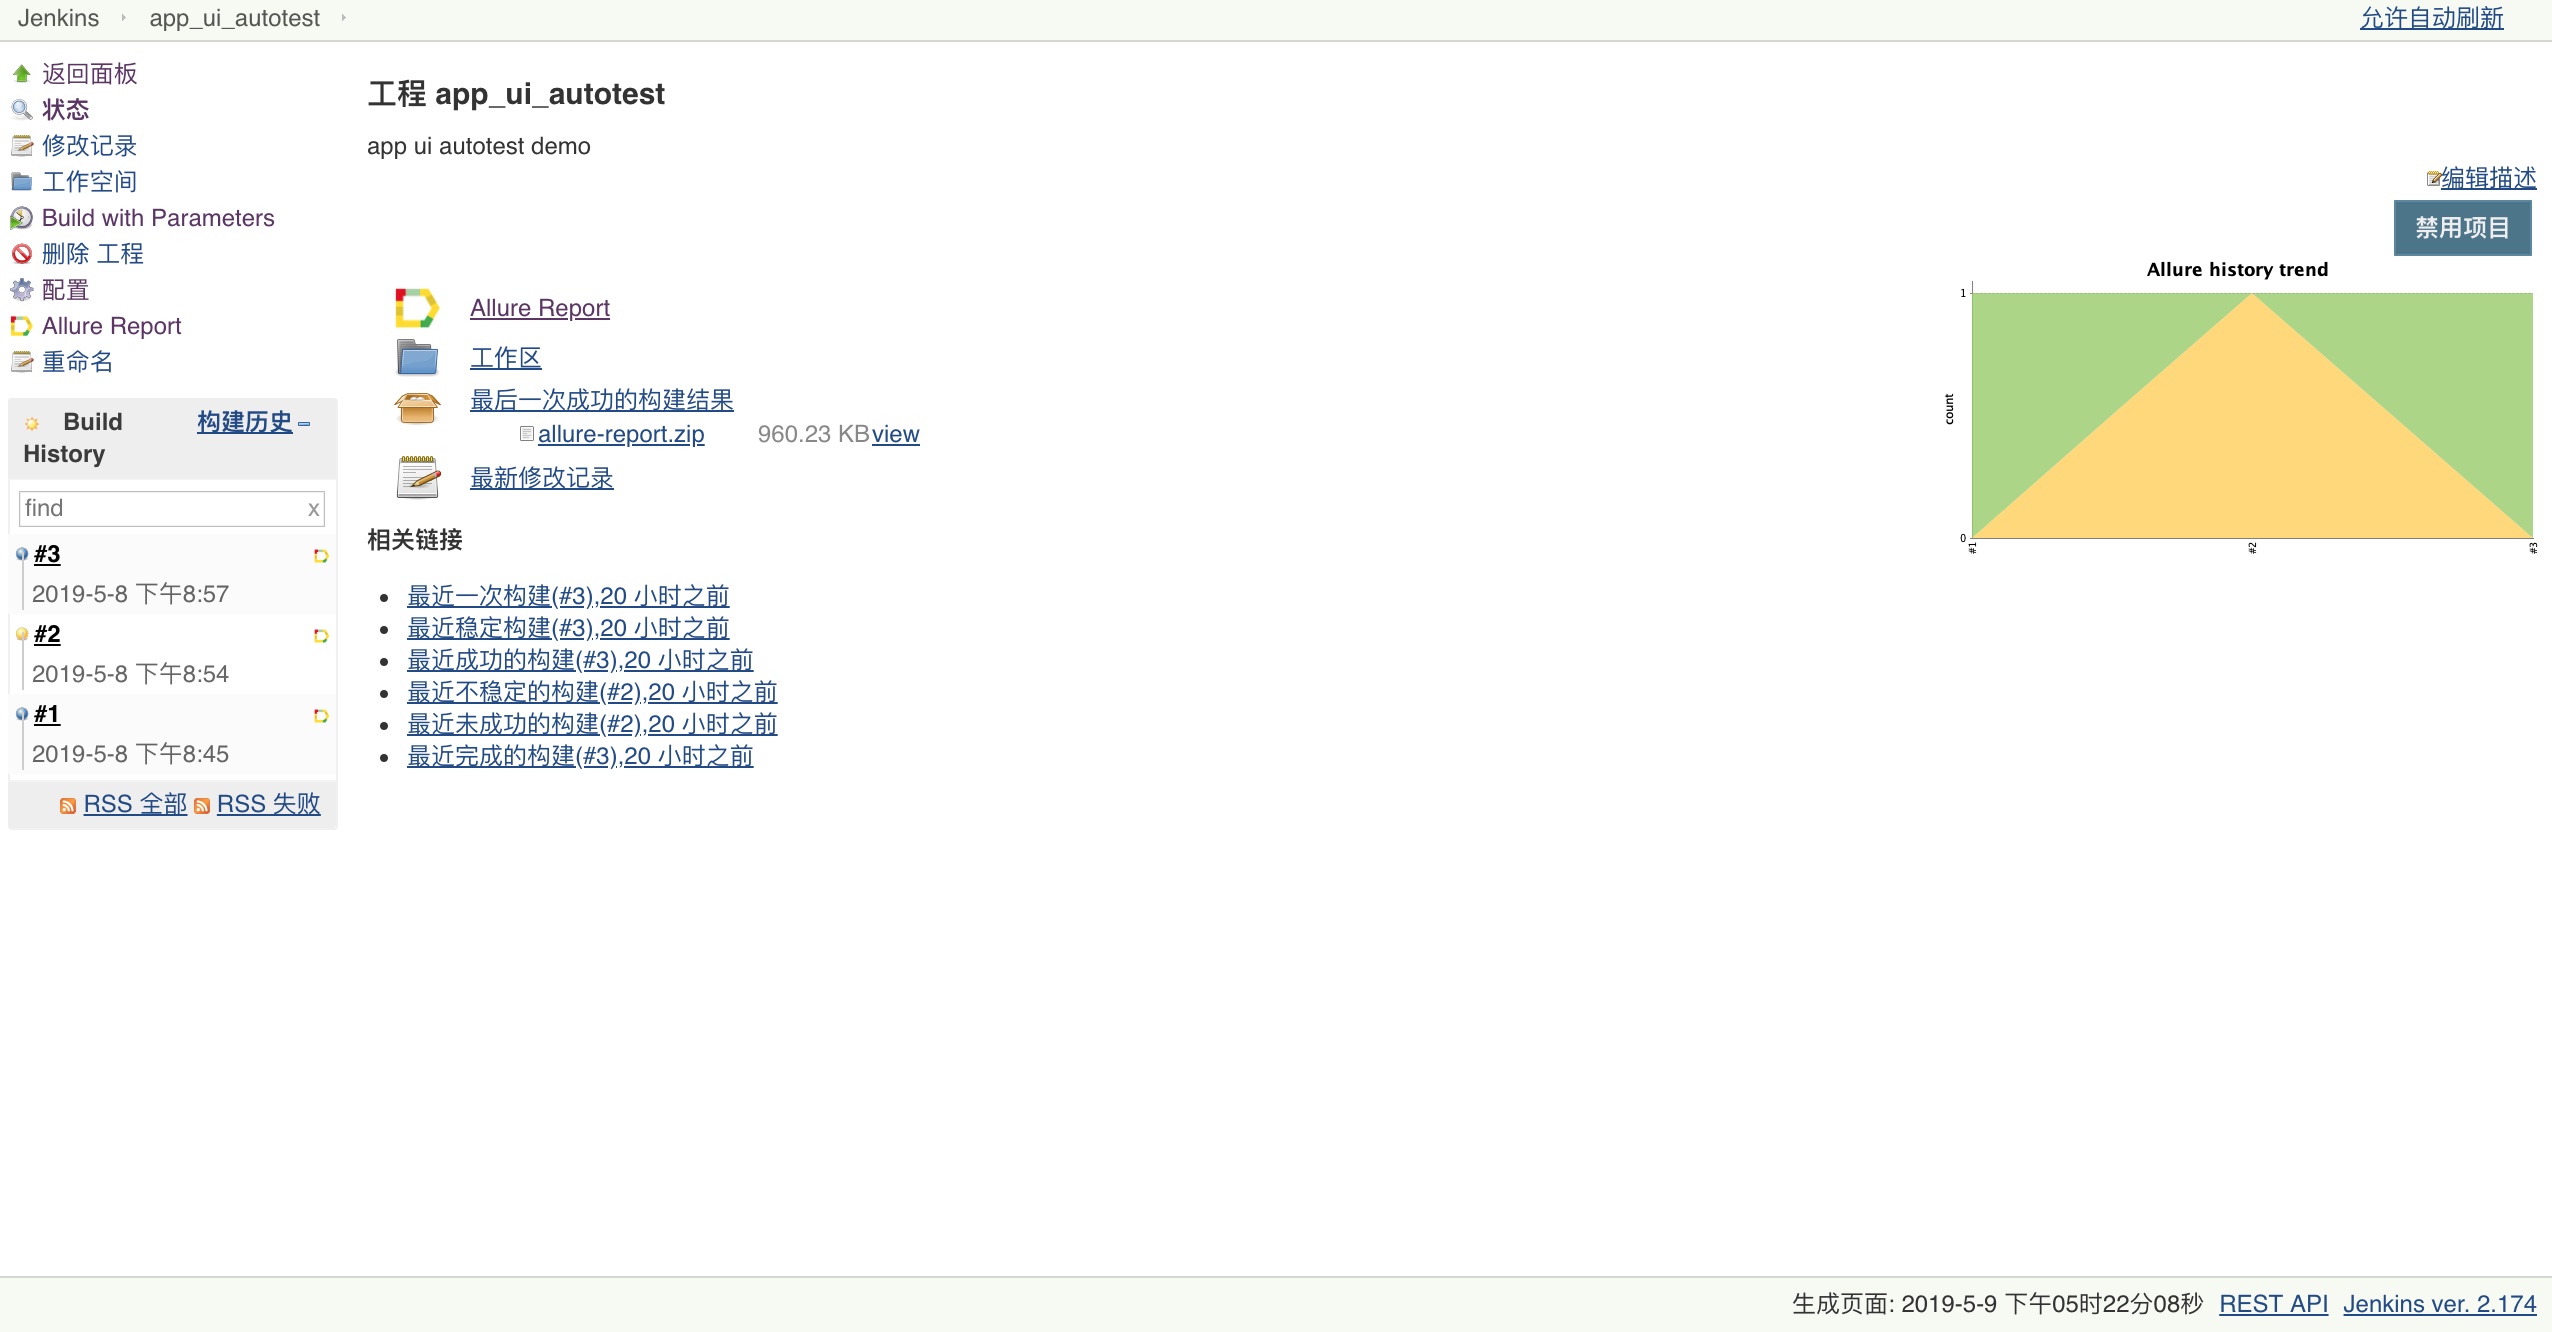 Jenkins app_ui_autotest 允许自动刷新
返回面板
状态
修改记录
工作空间
Build with Parameters
删除 工程
配置
Allure Report
重命名
Build History 构建历史
find x
#3
2019-5-8 下午8:57
#2
2019-5-8 下午8:54
#1
2019-5-8 下午8:45
RSS 全部 RSS 失败
工程 app_ui_autotest
app ui autotest demo
编辑描述
禁用项目
Allure Report
工作区
最后一次成功的构建结果
allure-report.zip 960.23 KB view
最新修改记录
相关链接
最近一次构建(#3),20 小时之前
最近稳定构建(#3),20 小时之前
最近成功的构建(#3),20 小时之前
最近不稳定的构建(#2),20 小时之前
最近未成功的构建(#2),20 小时之前
最近完成的构建(#3),20 小时之前
Allure history trend
1
count
0
#1 #2 #3
生成页面: 2019-5-9 下午05时22分08秒 REST API Jenkins ver. 2.174